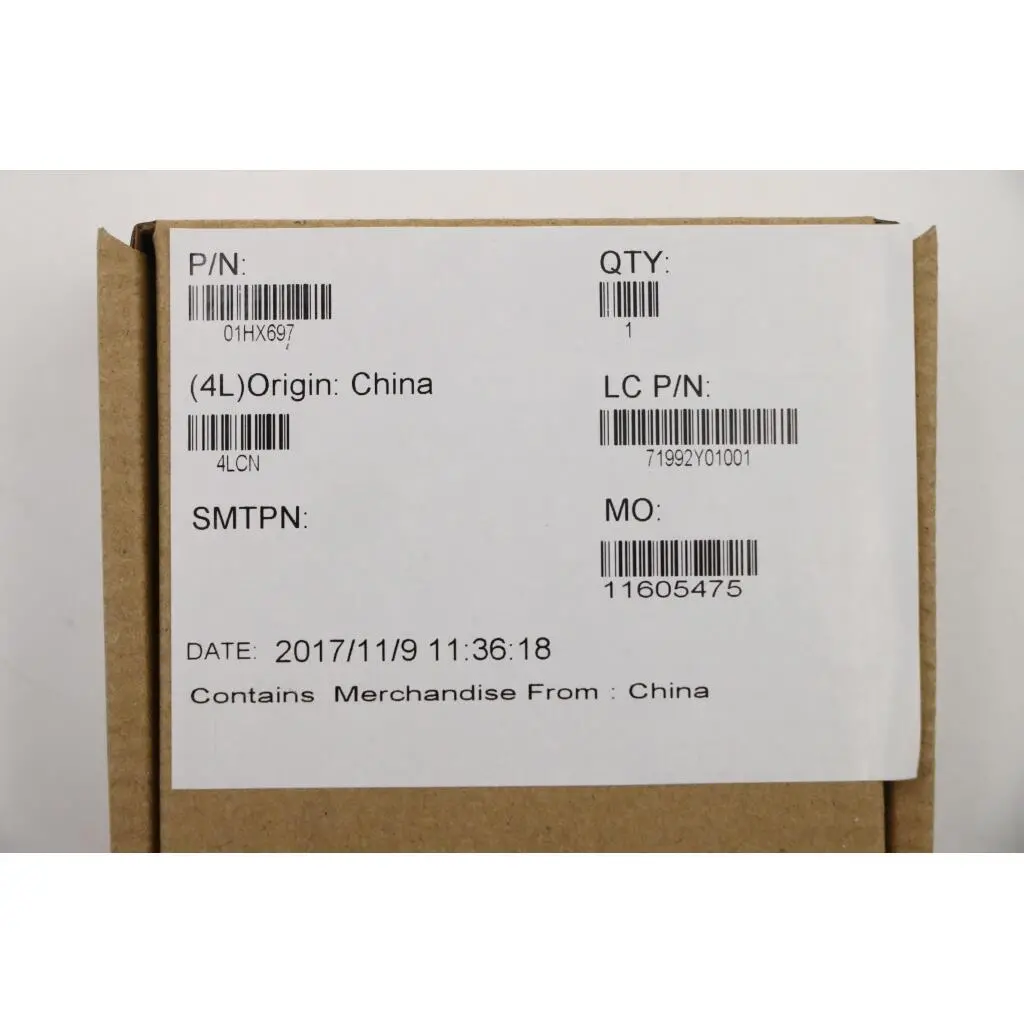 P/N:
01HX697
QTY:
1
(4L)Origin: China
4LCN
LC P/N:
71992Y01001
SMTPN:
MO:
11605475
DATE: 2017/11/9 11:36:18
Contains Merchandise From : China